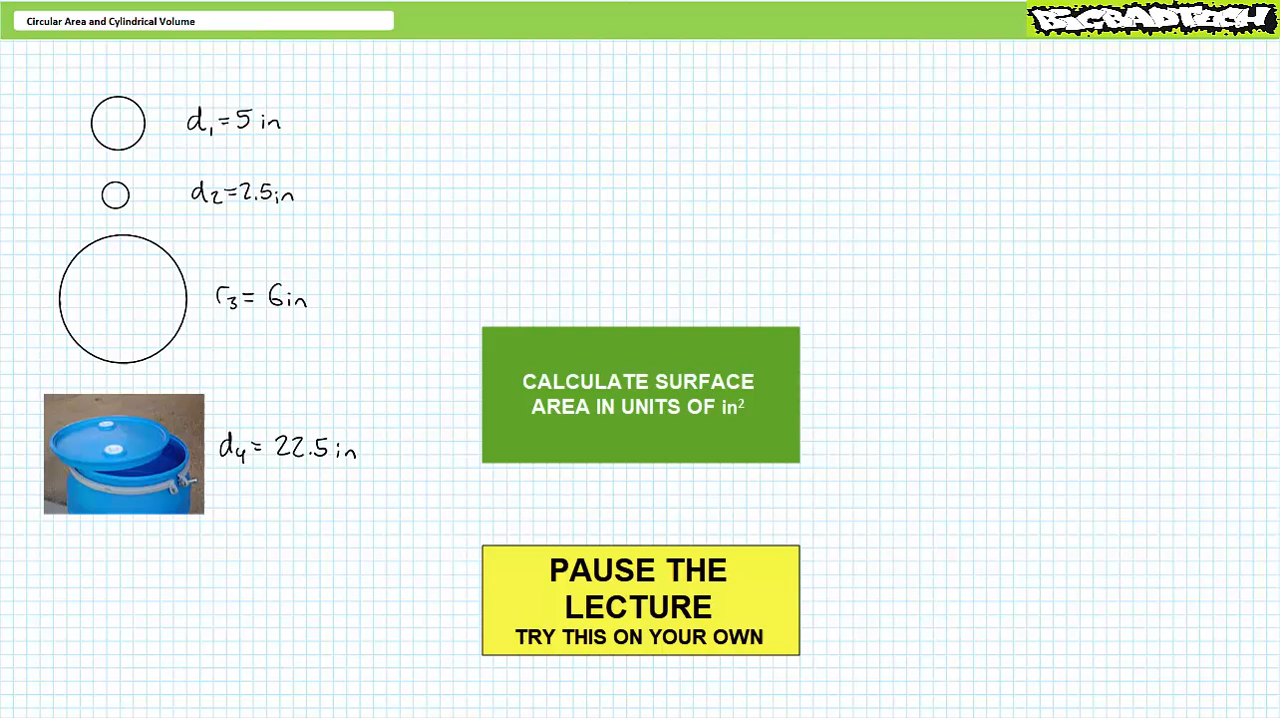 Circular Area and Cylindrical Volume
BIGBADTECH
d₁ = 5 in
d₂ = 2.5 in
r₃ = 6 in
d₄ = 22.5 in
CALCULATE SURFACE
AREA IN UNITS OF in²
PAUSE THE
LECTURE
TRY THIS ON YOUR OWN